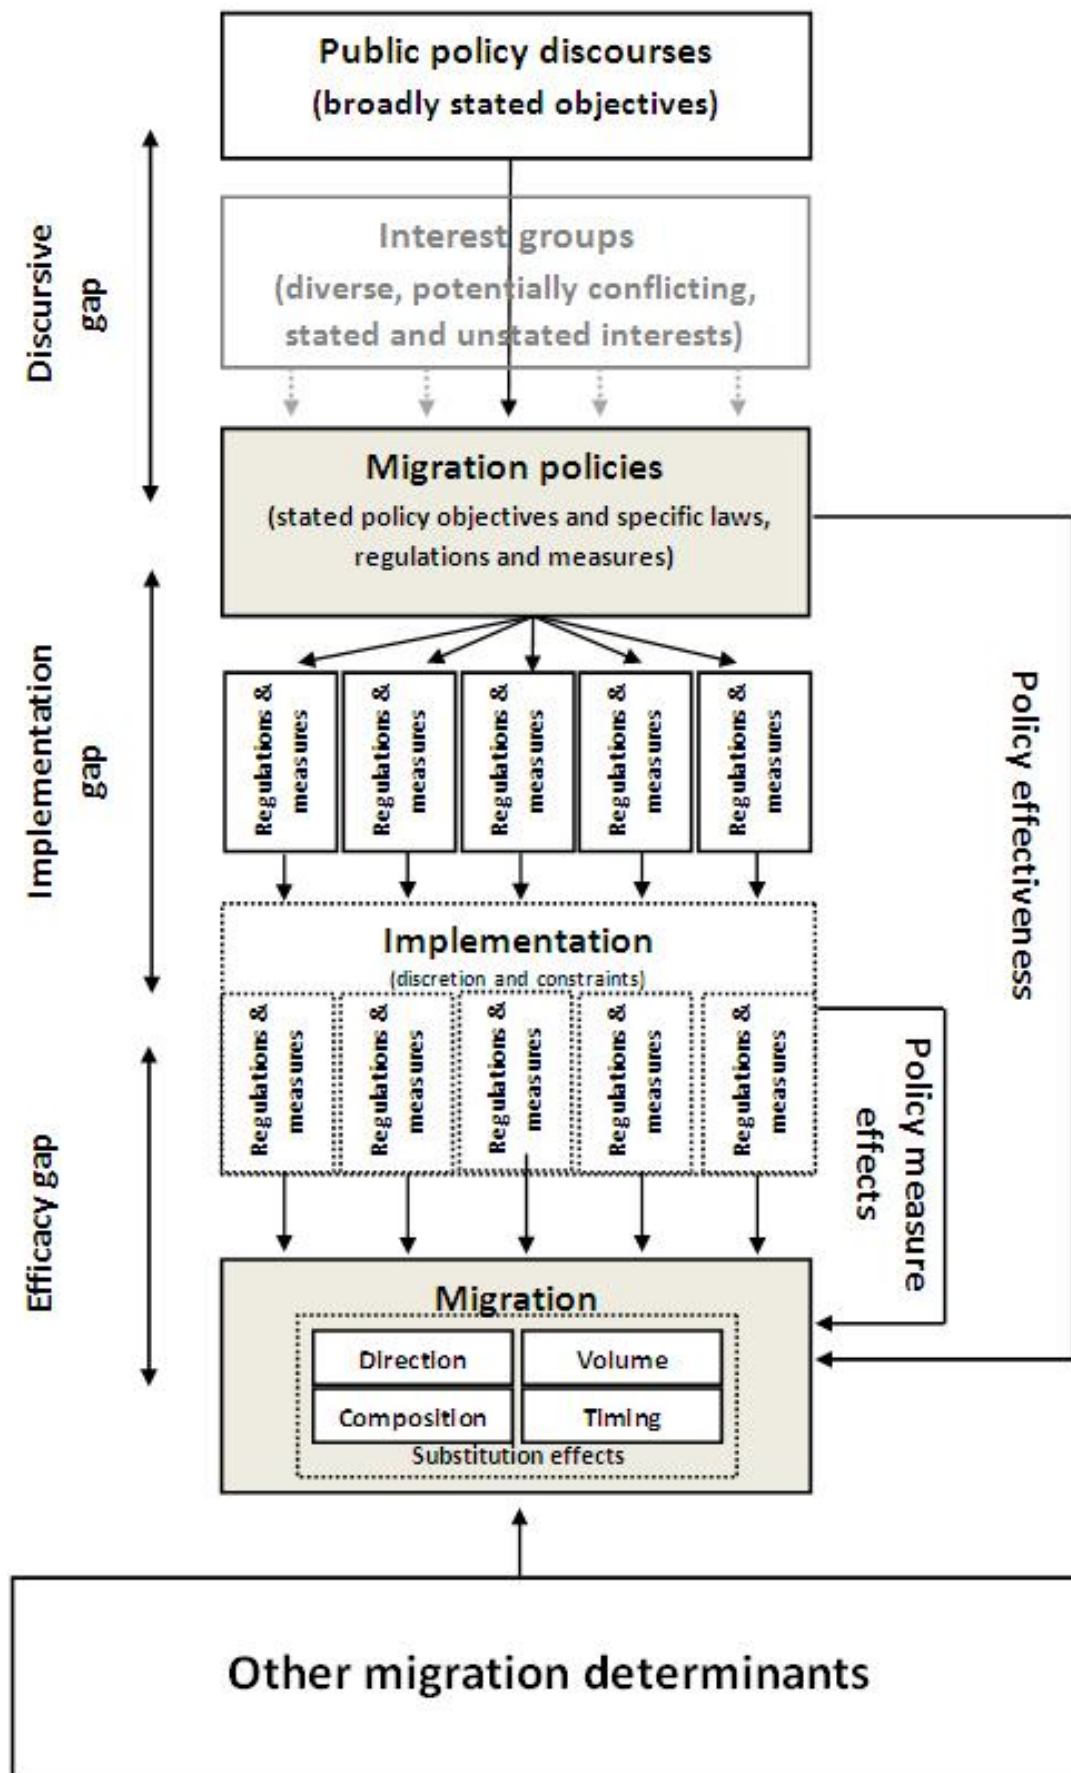 Public policy discourses
(broadly stated objectives)
Discursive
gap
Interest groups
(diverse, potentially conflicting,
stated and unstated interests)
Migration policies
(stated policy objectives and specific laws,
regulations and measures)
Implementation
gap
Regulations &
measures
Regulations &
measures
Regulations &
measures
Regulations &
measures
Regulations &
measures
Policy effectiveness
Implementation
(discretion and constraints)
Regulations &
measures
Regulations &
measures
Regulations &
measures
Regulations &
measures
Regulations &
measures
Policy measure
effects
Efficacy gap
Migration
Direction
Volume
Composition
Timing
Substitution effects
Other migration determinants